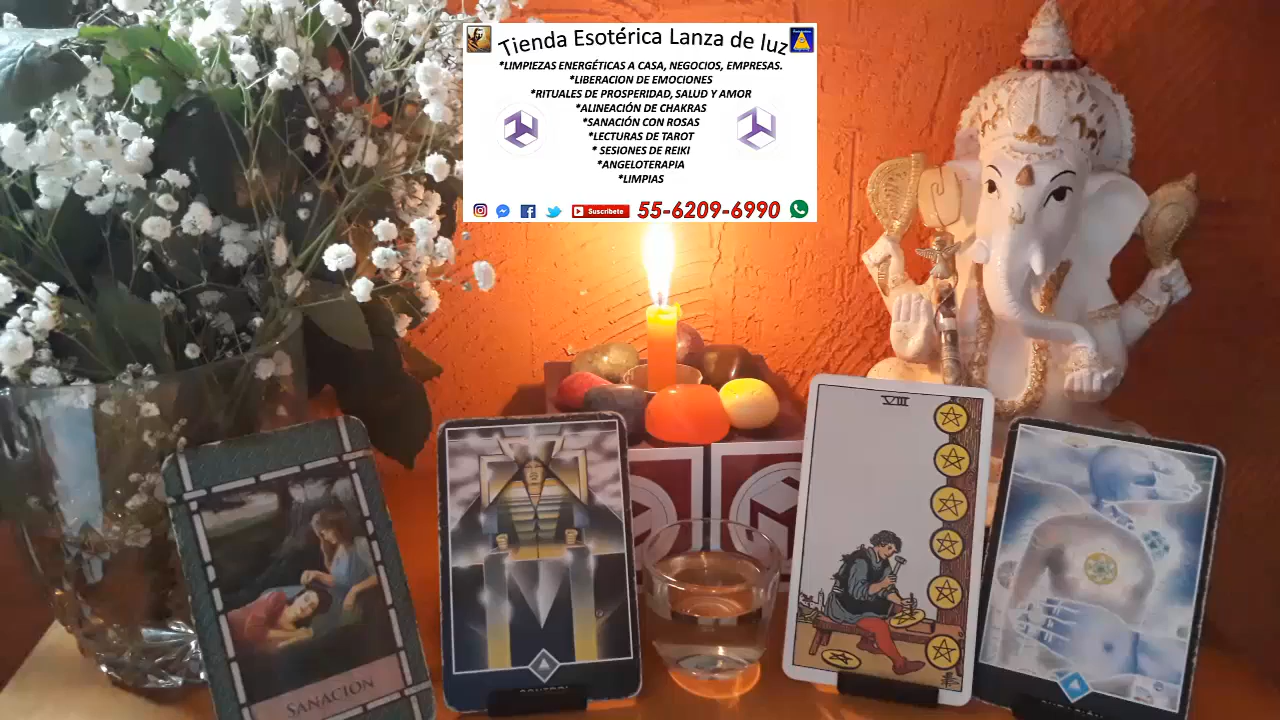 Tienda Esotérica Lanza de luz
*LIMPIEZAS ENERGÉTICAS A CASA, NEGOCIOS, EMPRESAS.
*LIBERACION DE EMOCIONES
*RITUALES DE PROSPERIDAD, SALUD Y AMOR
*ALINEACIÓN DE CHAKRAS
*SANACIÓN CON ROSAS
*LECTURAS DE TAROT
* SESIONES DE REIKI
*ANGELOTERAPIA
*LIMPIAS
Suscríbete 55-6209-6990
VIII
SANACIÓN